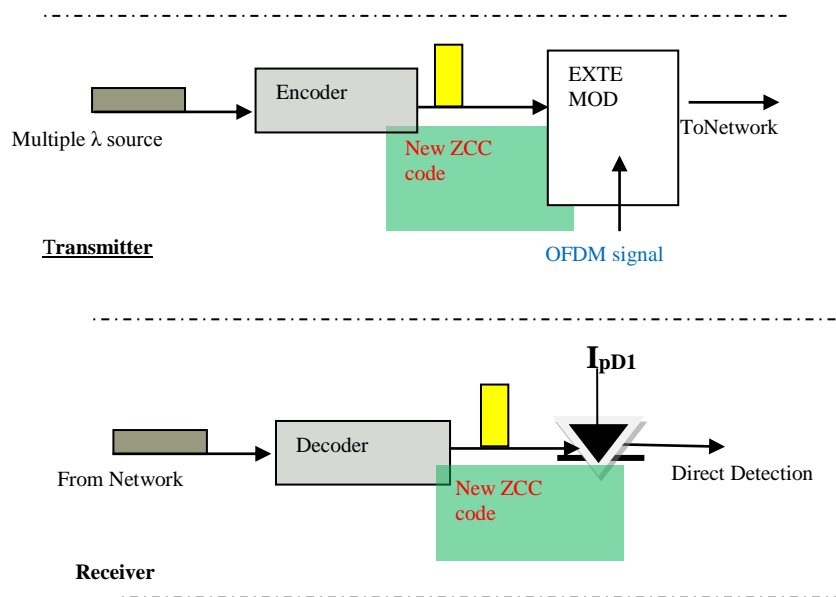 Encoder
EXTE
MOD
Multiple λ source
ToNetwork
New ZCC
code
Transmitter
OFDM signal
IpD1
Decoder
From Network
Direct Detection
New ZCC
code
Receiver